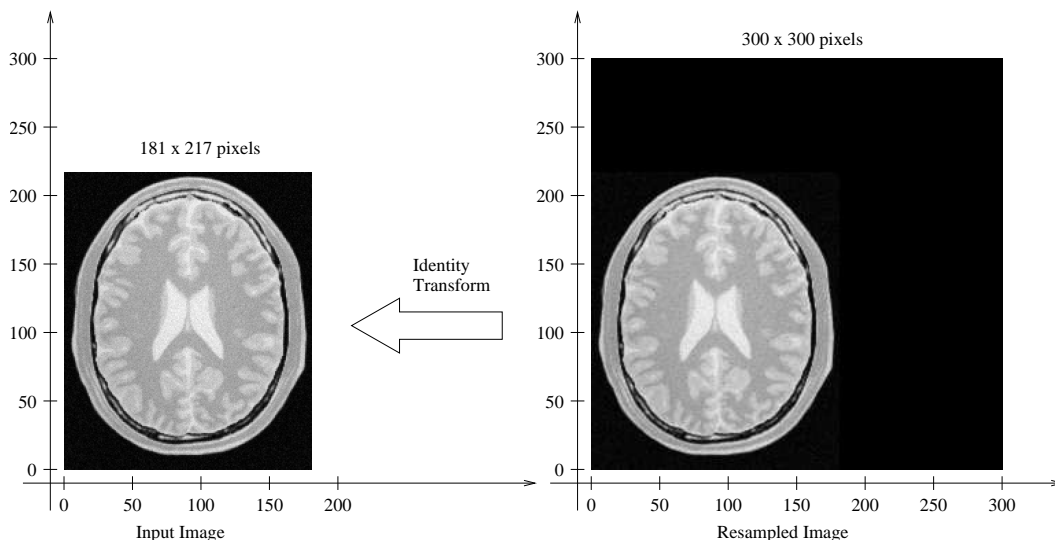 300
250
200
150
100
50
0
181 x 217 pixels
0 50 100 150 200
Input Image
Identity
Transform
300 x 300 pixels
300
250
200
150
100
50
0
0 50 100 150 200 250 300
Resampled Image